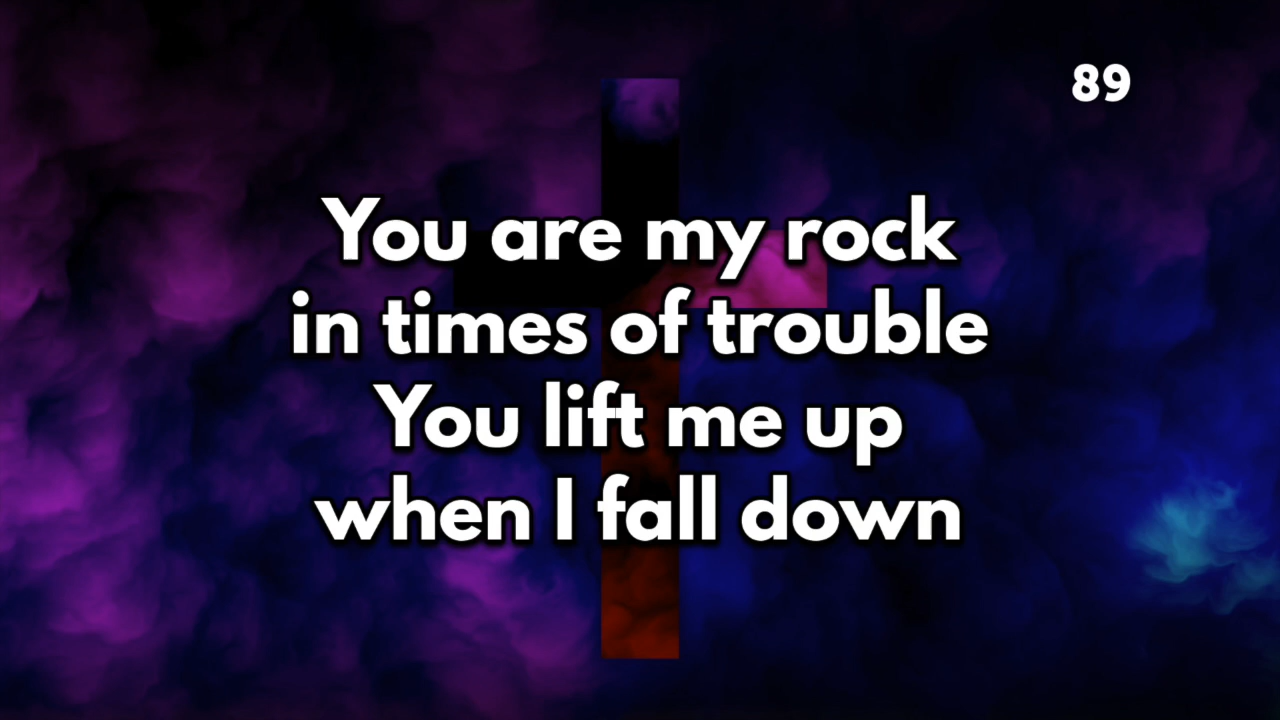 89
You are my rock
in times of trouble
You lift me up
when I fall down